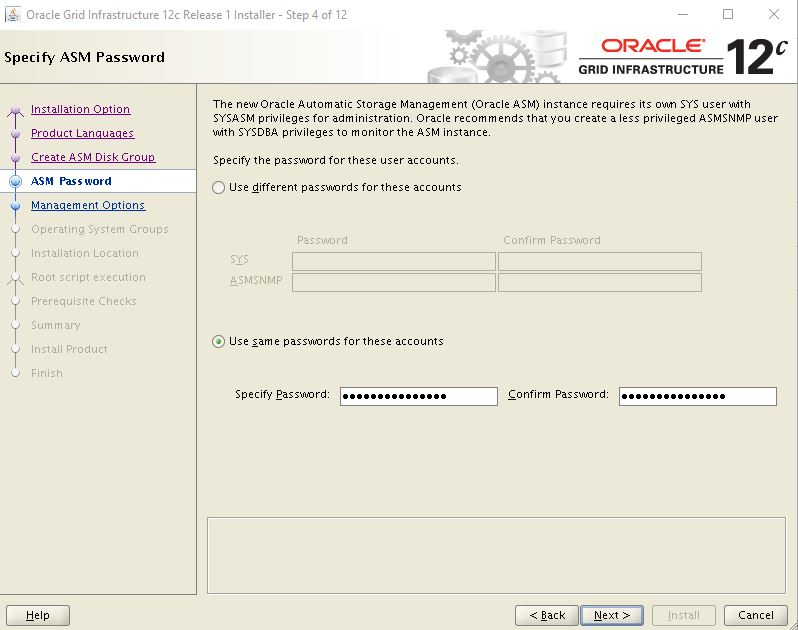 Oracle Grid Infrastructure 12c Release 1 Installer - Step 4 of 12
Specify ASM Password
ORACLE
GRID INFRASTRUCTURE 12c
Installation Option
Product Languages
Create ASM Disk Group
ASM Password
Management Options
Operating System Groups
Installation Location
Root script execution
Prerequisite Checks
Summary
Install Product
Finish
The new Oracle Automatic Storage Management (Oracle ASM) instance requires its own SYS user with
SYSASM privileges for administration. Oracle recommends that you create a less privileged ASMSNMP user
with SYSDBA privileges to monitor the ASM instance.
Specify the password for these user accounts.
Use different passwords for these accounts
Password Confirm Password
SYS
ASMSNMP
Use same passwords for these accounts
Specify Password: ●●●●●●●●●●●●●●● Confirm Password: ●●●●●●●●●●●●●●●
Help < Back Next > Install Cancel